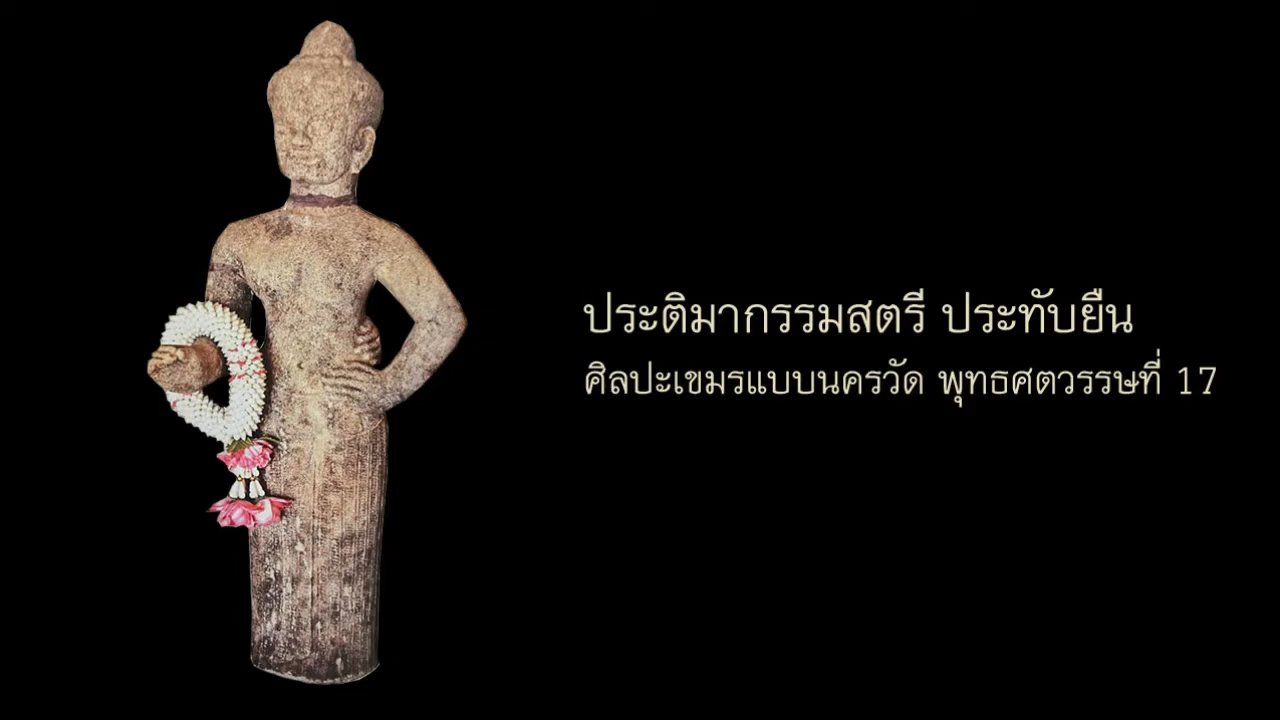 ประติมากรรมสตรี ประทับยืน
ศิลปะเขมรแบบนครวัด พุทธศตวรรษที่ 17